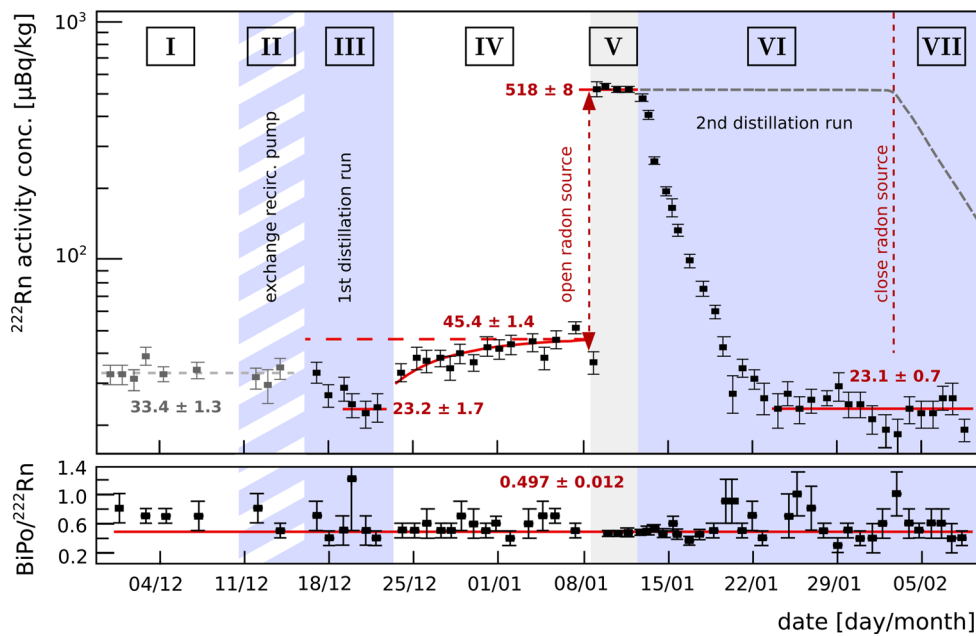 10³
10²
²²²Rn activity conc. [µBq/kg]
I
II
III
IV
V
VI
VII
exchange recirc. pump
1st distillation run
518 ± 8
open radon source
2nd distillation run
close radon source
45.4 ± 1.4
33.4 ± 1.3
23.2 ± 1.7
23.1 ± 0.7
BiPo/²²²Rn
1.4
1.0
0.6
0.2
0.497 ± 0.012
04/12
11/12
18/12
25/12
01/01
08/01
15/01
22/01
29/01
05/02
date [day/month]